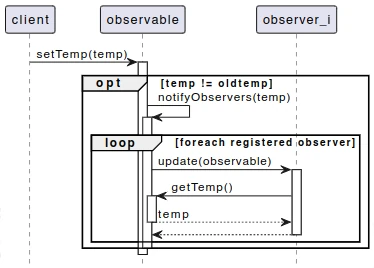 client
observable
observer_i
setTemp(temp)
opt
[temp != oldtemp]
notifyObservers(temp)
loop
[foreach registered observer]
update(observable)
getTemp()
temp